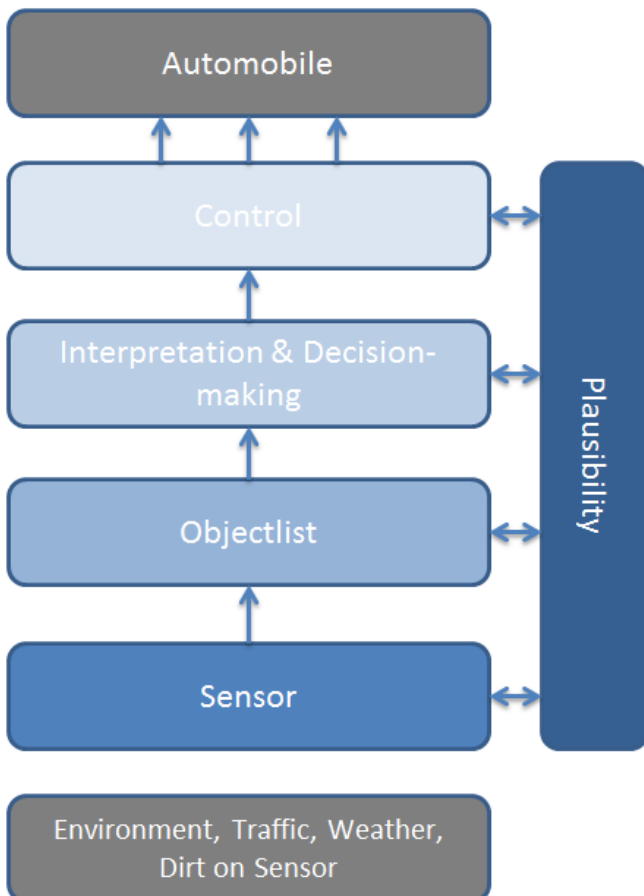 Automobile
Control
Interpretation & Decision-
making
Objectlist
Sensor
Environment, Traffic, Weather,
Dirt on Sensor
Plausibility